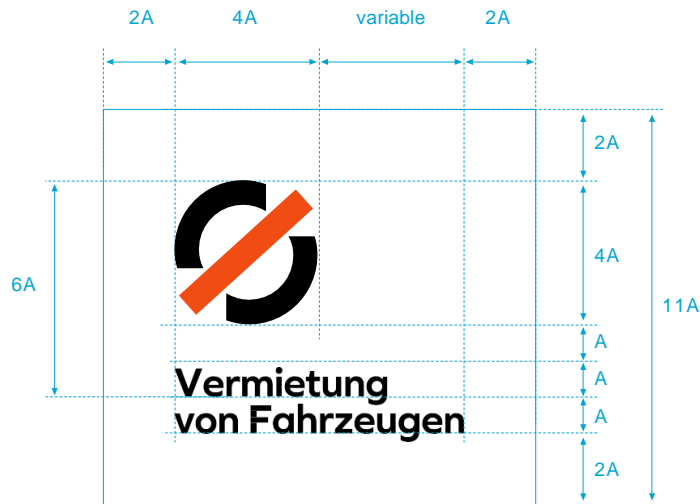 2A 4A variable 2A
2A
4A
6A
11A
A
Vermietung
A
von Fahrzeugen
A
2A